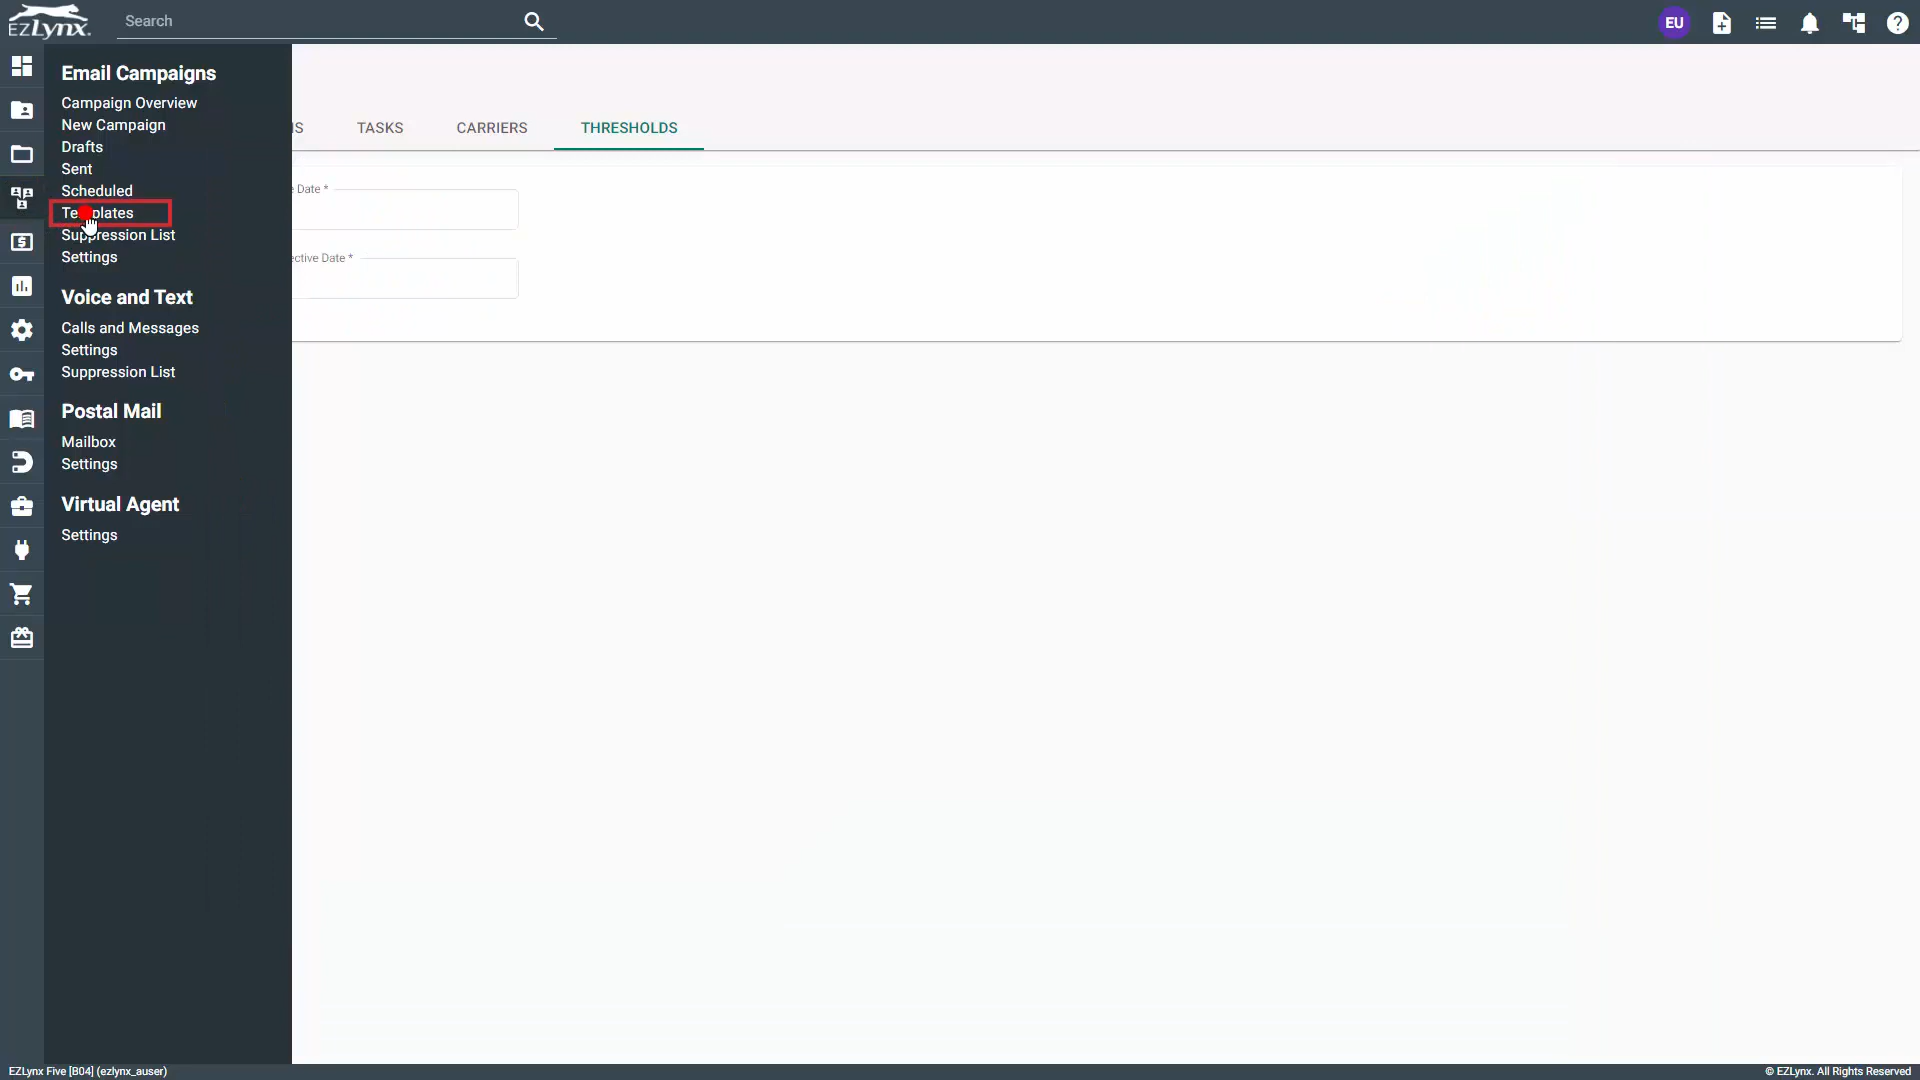 EZLynx
Search
EU
Email Campaigns
Campaign Overview
New Campaign
Drafts
Sent
Scheduled
Templates
Suppression List
Settings
Voice and Text
Calls and Messages
Settings
Suppression List
Postal Mail
Mailbox
Settings
Virtual Agent
Settings
TASKS
CARRIERS
THRESHOLDS
Date *
Date *
EZLynx Five [B04] (ezlynx_auser)
© EZLynx. All Rights Reserved